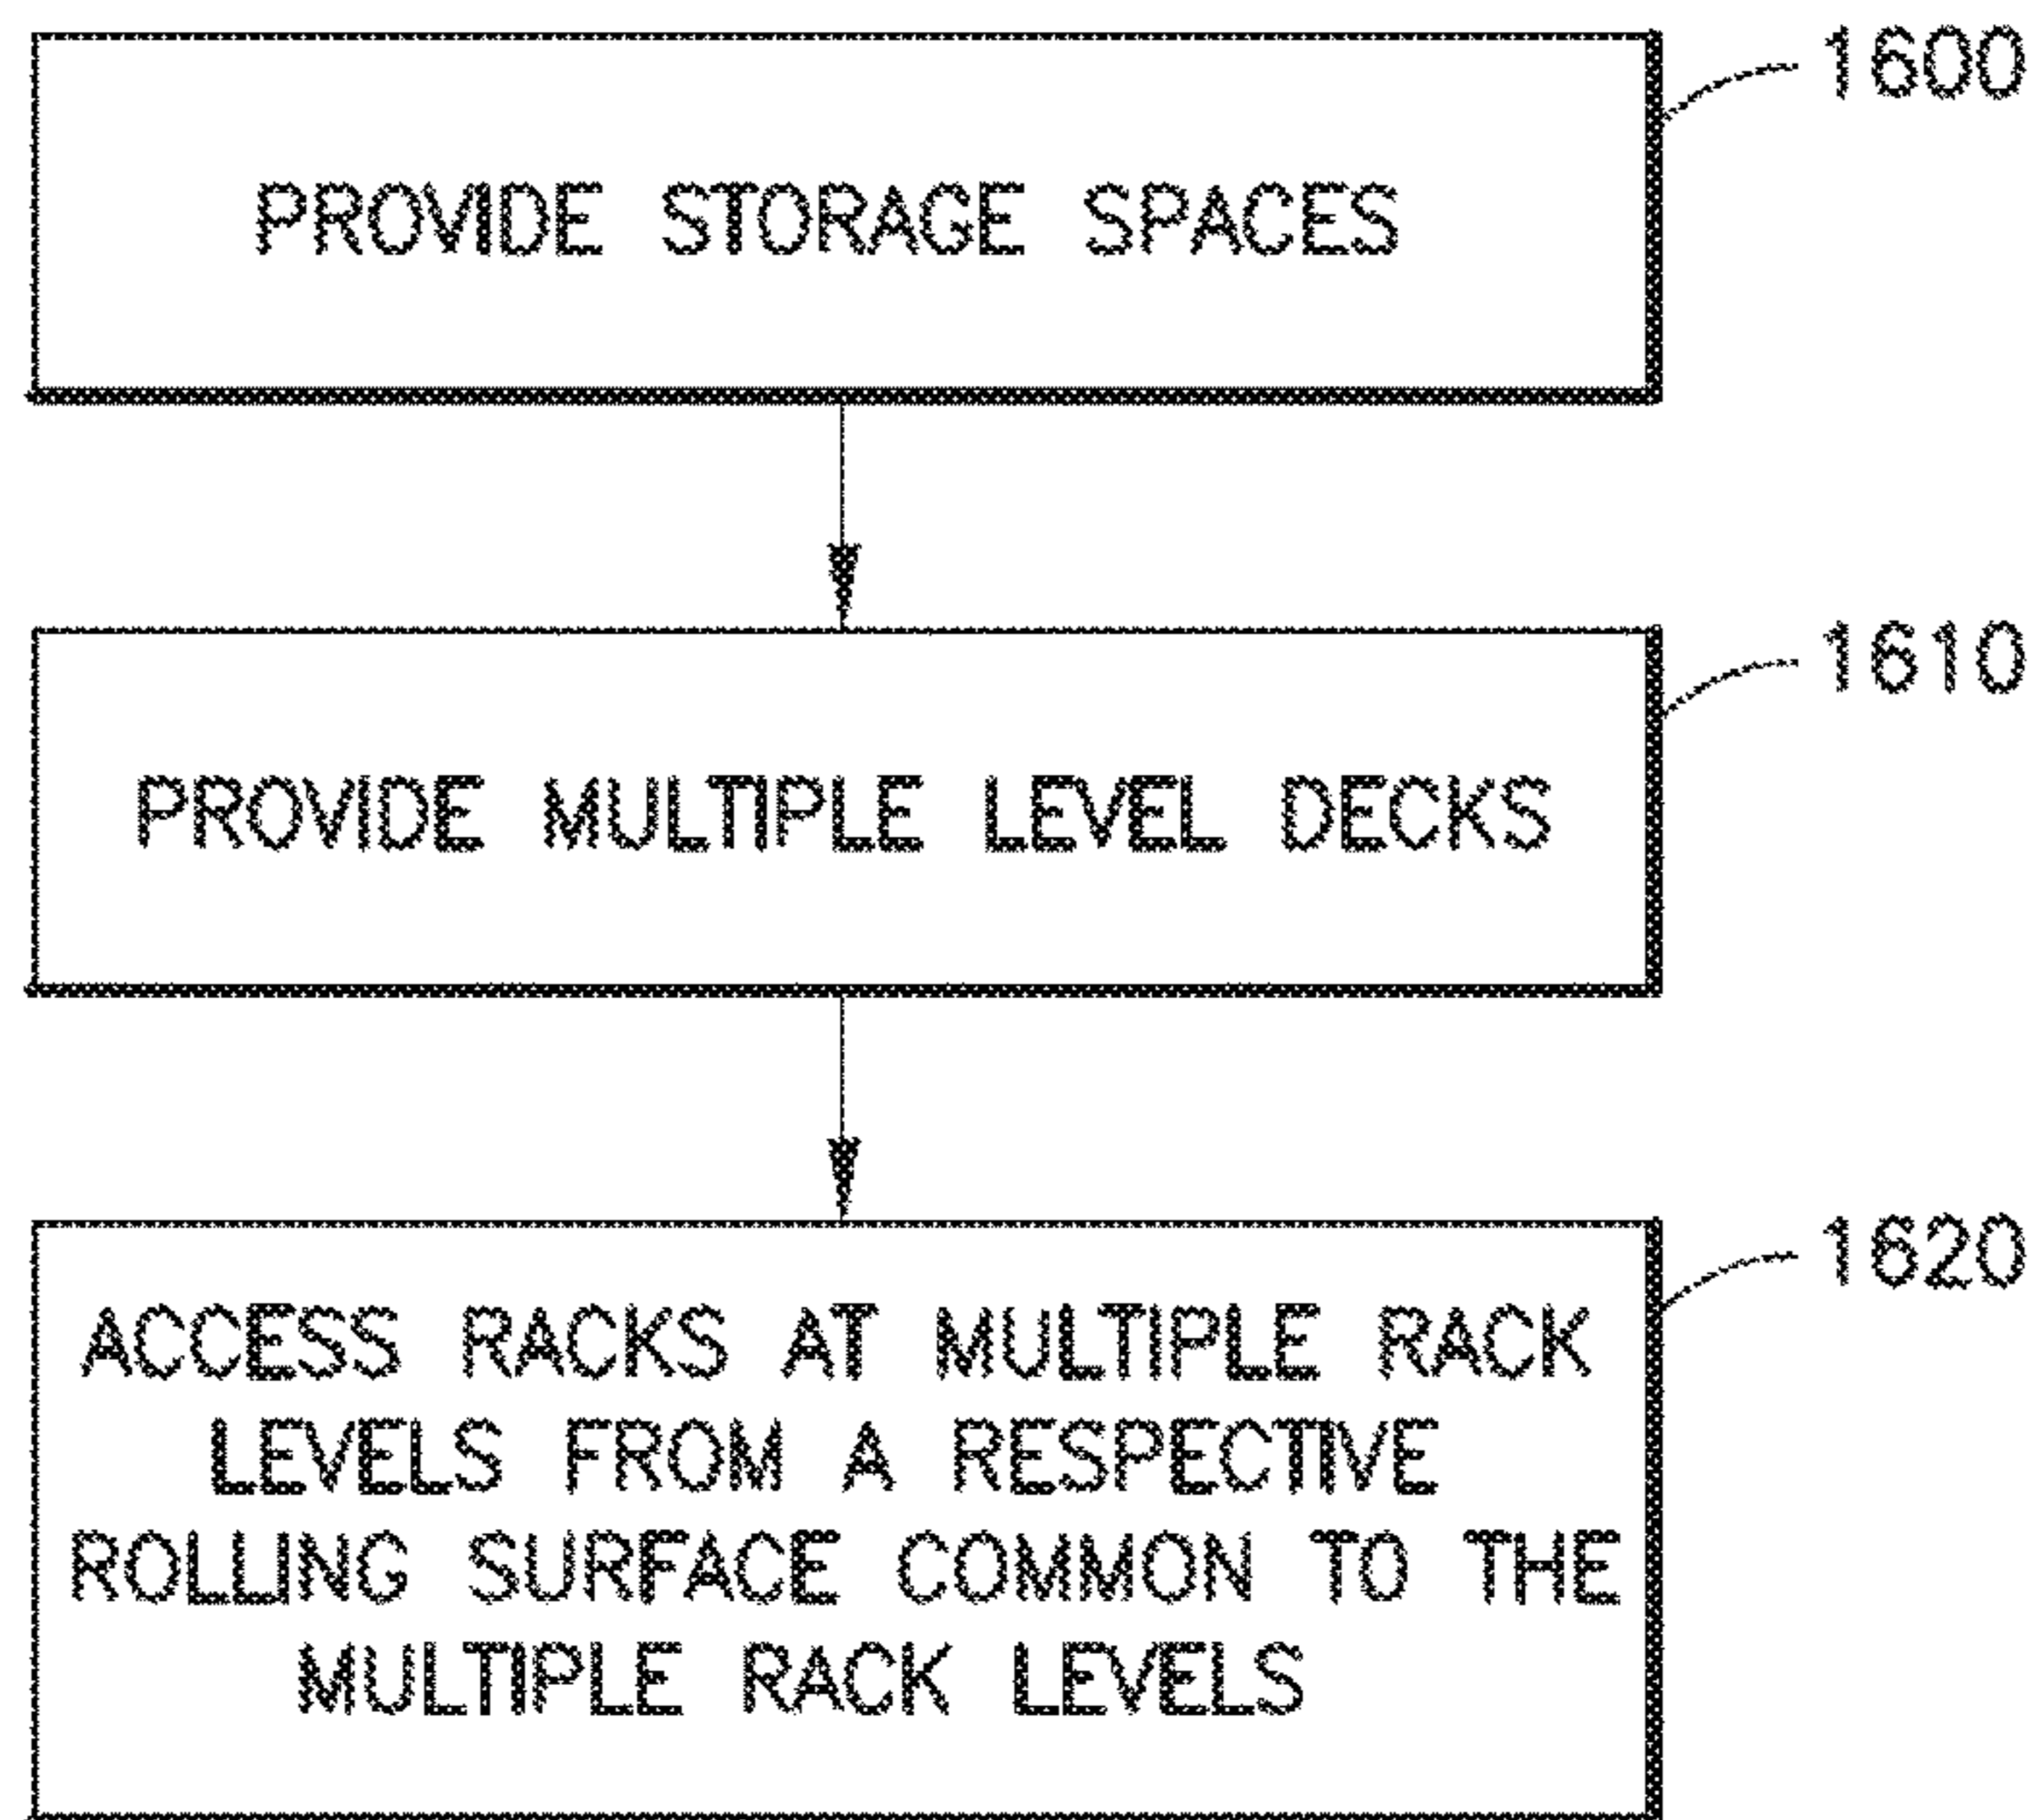 1600
PROVIDE STORAGE SPACES
1610
PROVIDE MULTIPLE LEVEL DECKS
1620
ACCESS RACKS AT MULTIPLE RACK
LEVELS FROM A RESPECTIVE
ROLLING SURFACE COMMON TO THE
MULTIPLE RACK LEVELS